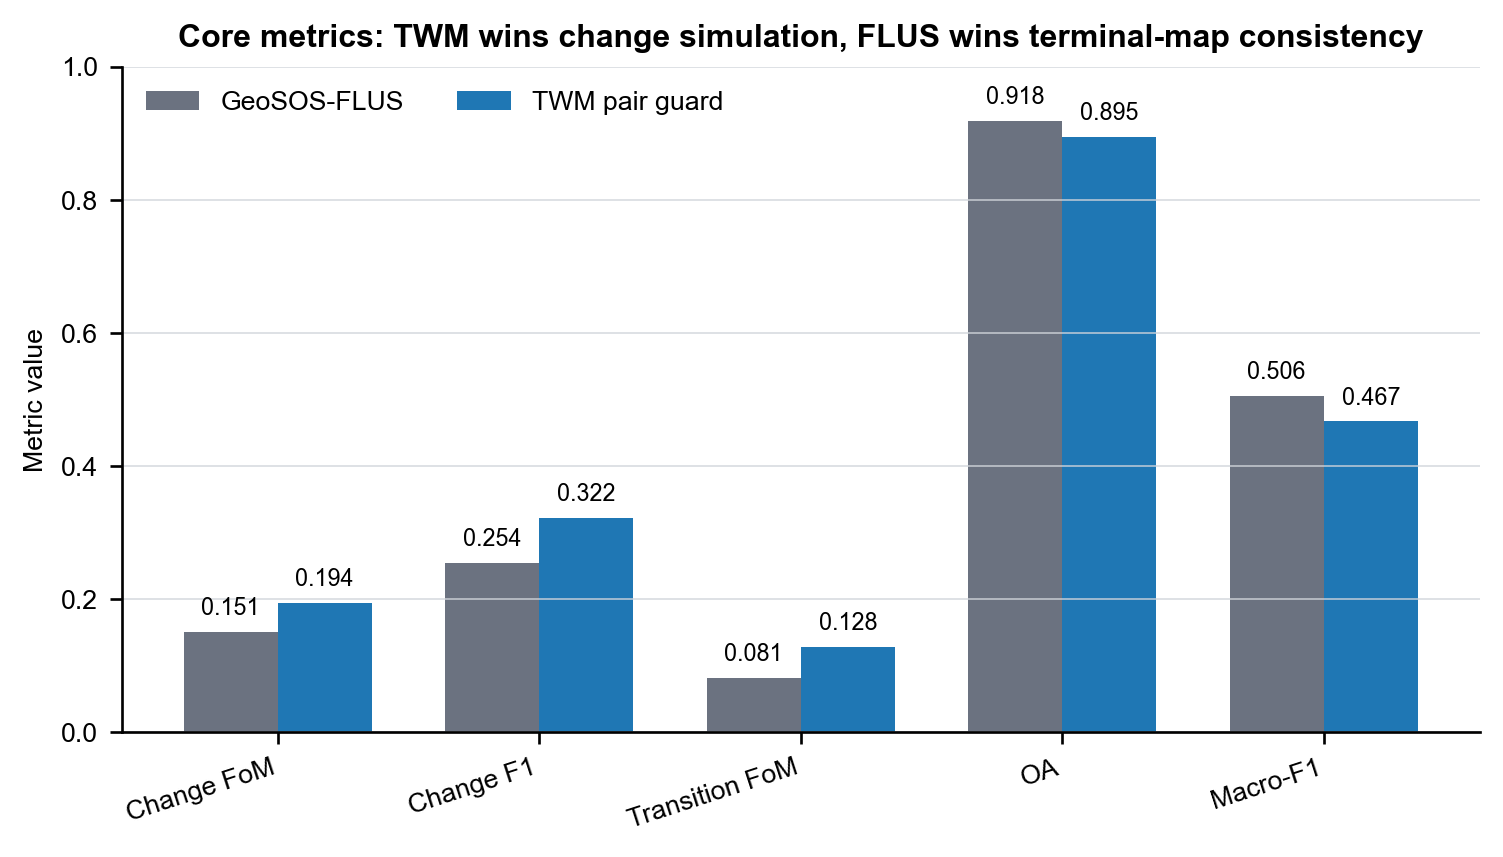 Core metrics: TWM wins change simulation, FLUS wins terminal-map consistency
GeoSOS-FLUS
TWM pair guard
Metric value
1.0
0.8
0.6
0.4
0.2
0.0
0.151
0.194
0.254
0.322
0.081
0.128
0.918
0.895
0.506
0.467
Change FoM
Change F1
Transition FoM
OA
Macro-F1